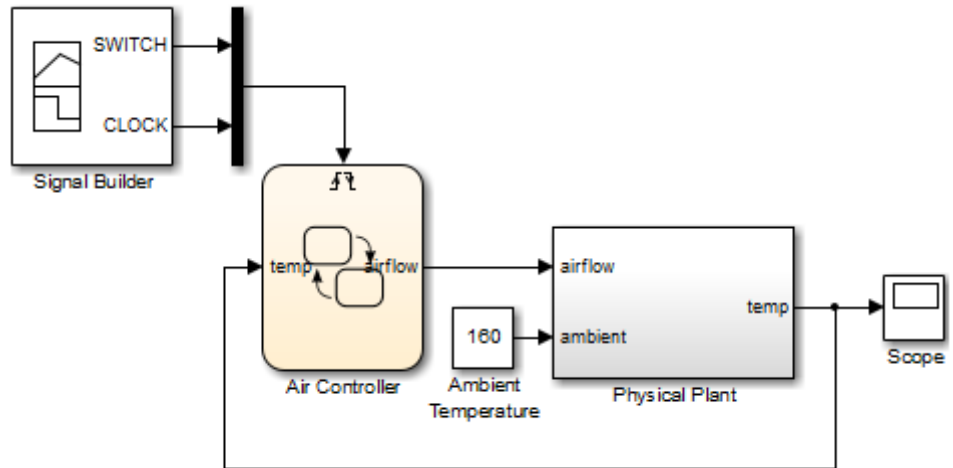 SWITCH
CLOCK
Signal Builder
temp
airflow
Air Controller
160
Ambient
Temperature
airflow
ambient
temp
Physical Plant
Scope